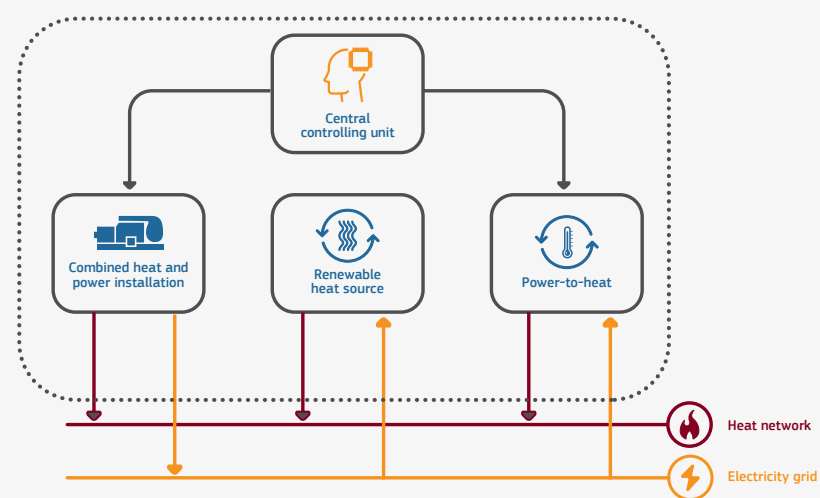 Central
controlling unit
Combined heat and
power installation
Renewable
heat source
Power-to-heat
Heat network
Electricity grid